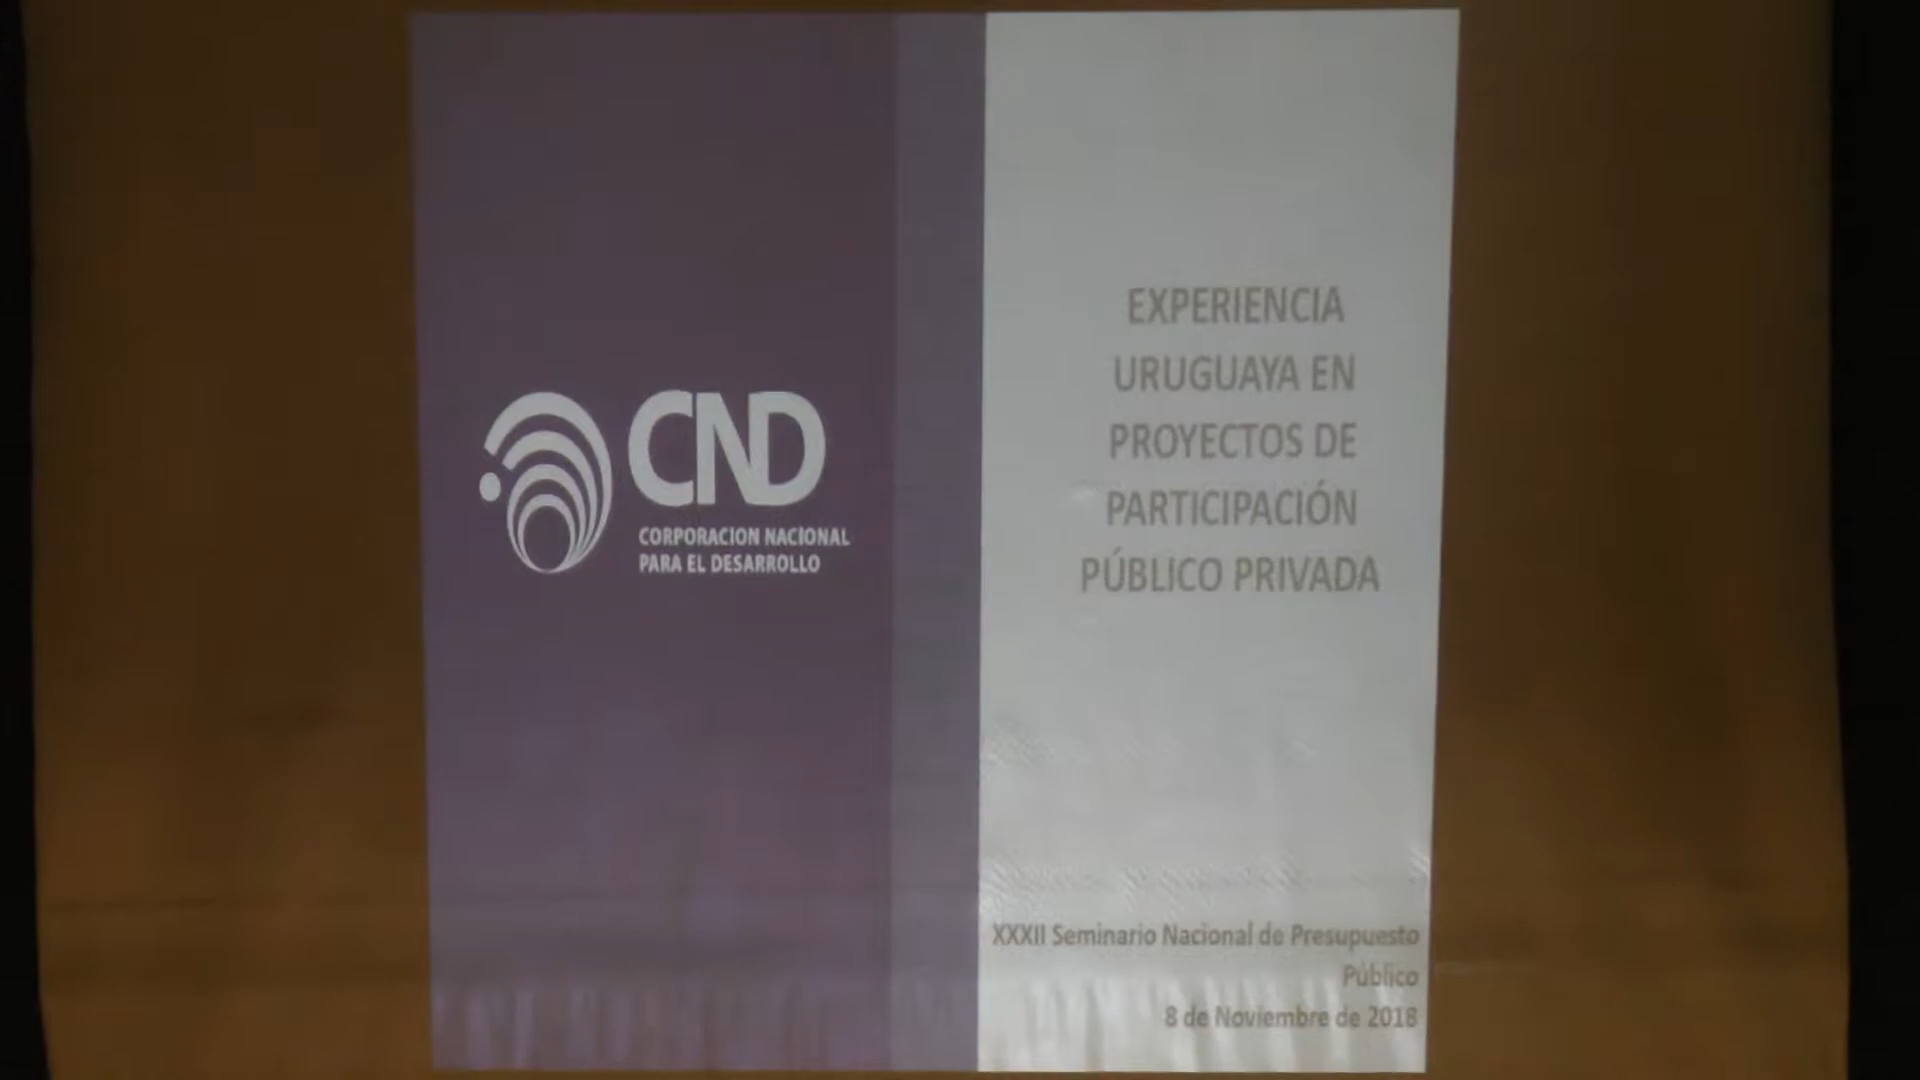 CND
CORPORACION NACIONAL
PARA EL DESARROLLO
EXPERIENCIA
URUGUAYA EN
PROYECTOS DE
PARTICIPACIÓN
PÚBLICO PRIVADA
XXXII Seminario Nacional de Presupuesto
Público
8 de Noviembre de 2018